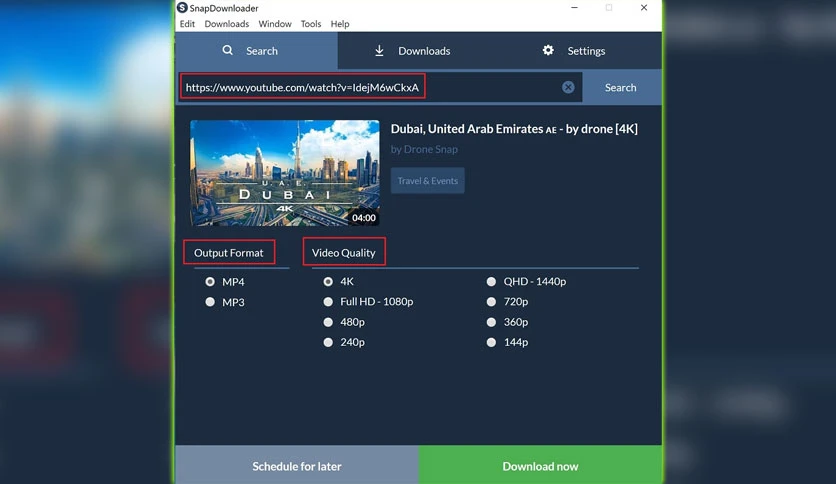 SnapDownloader
Edit Downloads Window Tools Help
Search Downloads Settings
https://www.youtube.com/watch?v=IdejM6wCkxA Search
Dubai, United Arab Emirates AE - by drone [4K]
by Drone Snap
Travel & Events
U. A. E.
DUBAI
4K
04:00
Output Format Video Quality
MP4 4K QHD - 1440p
MP3 Full HD - 1080p 720p
480p 360p
240p 144p
Schedule for later Download now